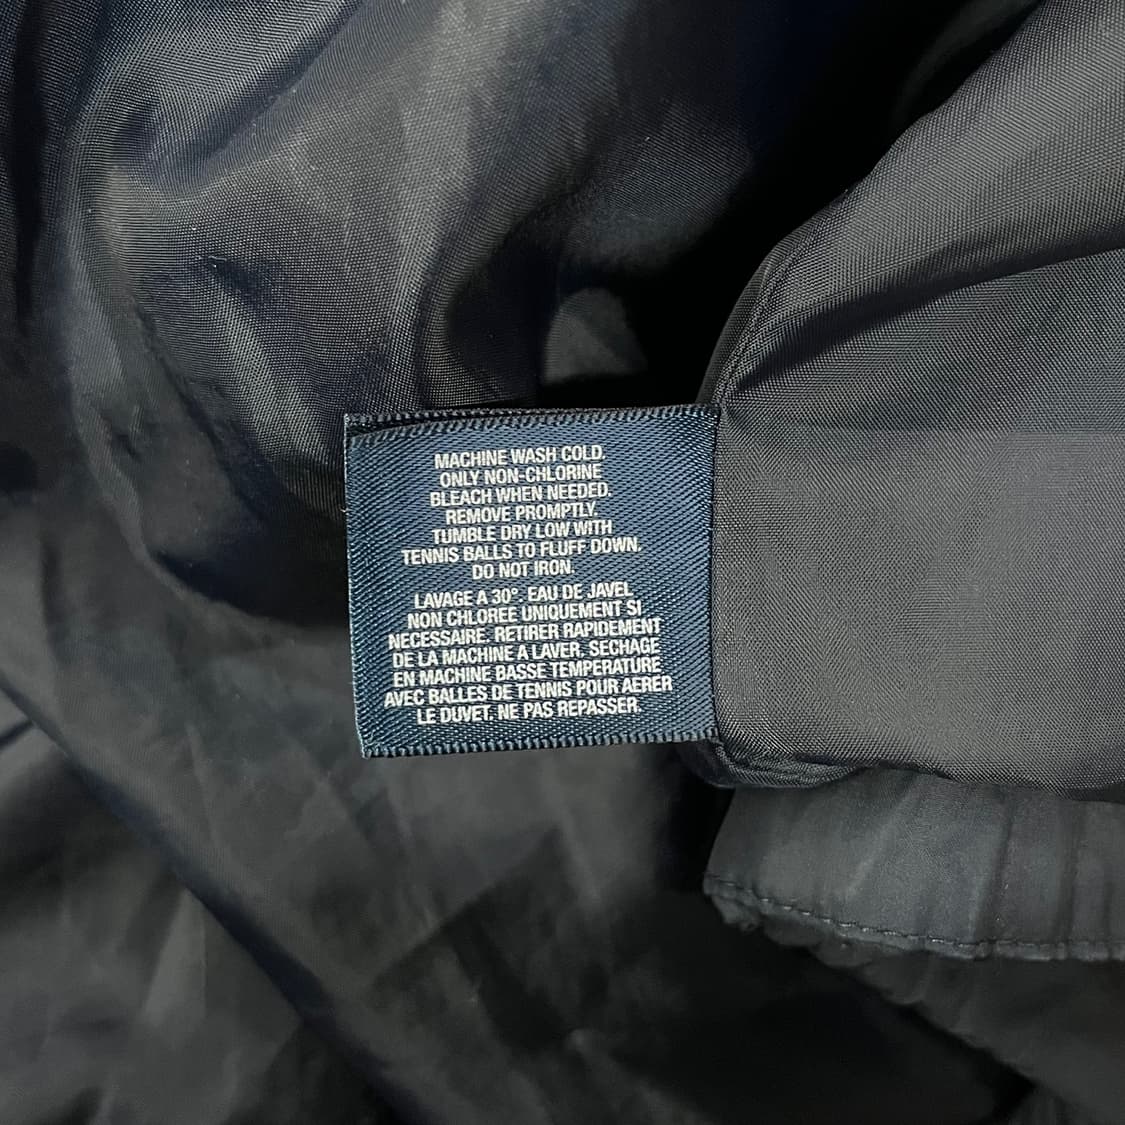 MACHINE WASH COLD.
ONLY NON-CHLORINE
BLEACH WHEN NEEDED.
REMOVE PROMPTLY.
TUMBLE DRY LOW WITH
TENNIS BALLS TO FLUFF DOWN.
DO NOT IRON.
LAVAGE A 30°. EAU DE JAVEL
NON CHLOREE UNIQUEMENT SI
NECESSAIRE. RETIRER RAPIDEMENT
DE LA MACHINE A LAVER. SECHAGE
EN MACHINE BASSE TEMPERATURE
AVEC BALLES DE TENNIS POUR AERER
LE DUVET. NE PAS REPASSER.